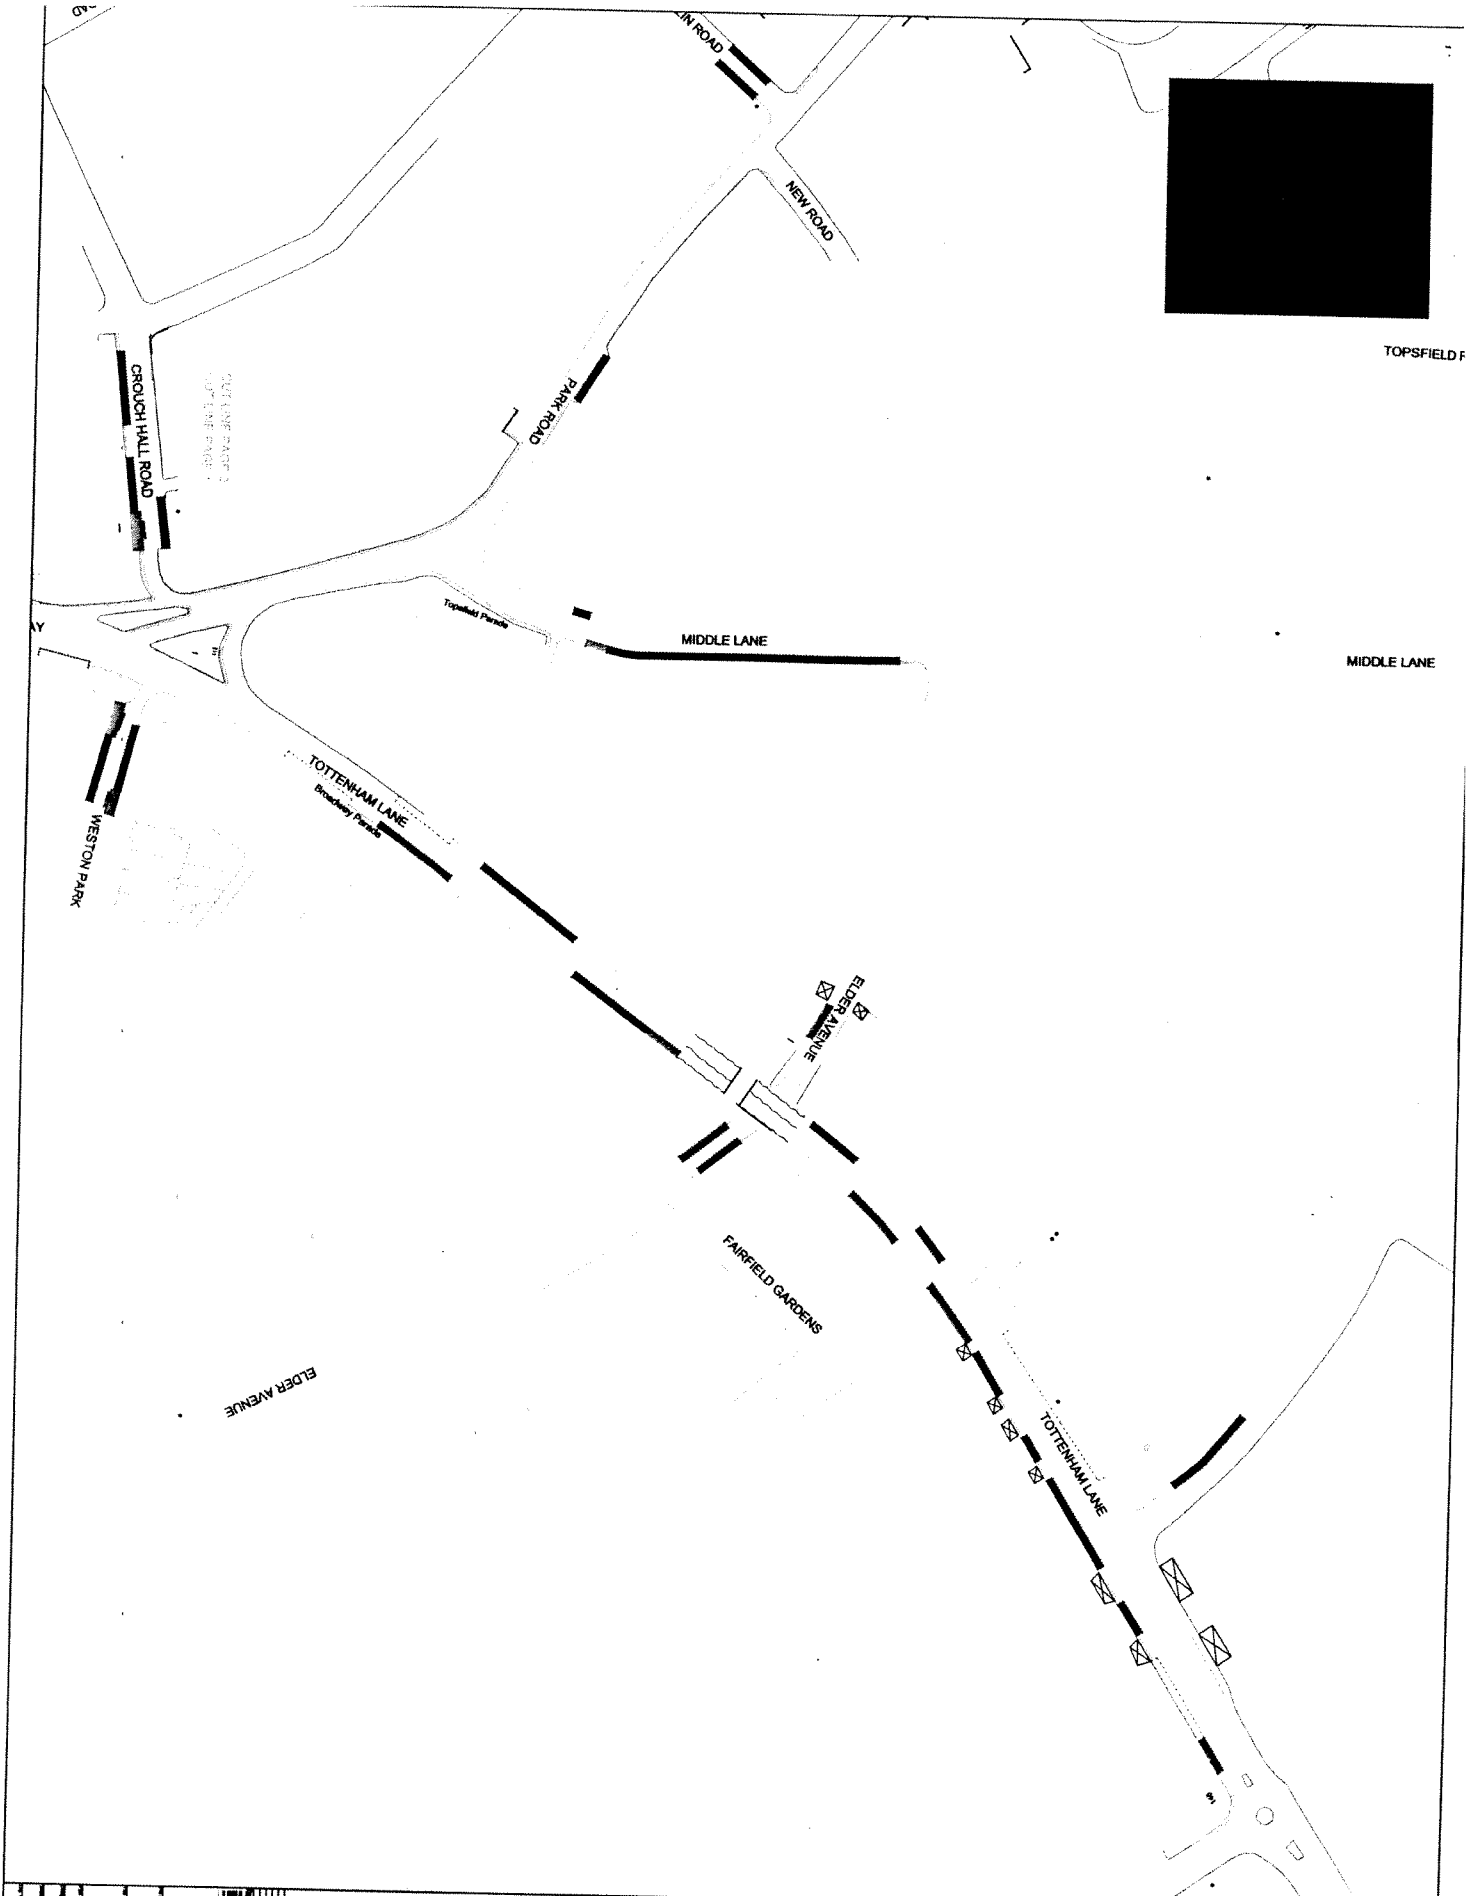 ROAD
NEW ROAD
TOPSFIELD
CROUCH HALL ROAD
PARK ROAD
Topsfield Parade
MIDDLE LANE
MIDDLE LANE
AY
TOTTENHAM LANE
Broadway Parade
WESTON PARK
ELDER AVENUE
FAIRFIELD GARDENS
ELDER AVENUE
TOTTENHAM LANE